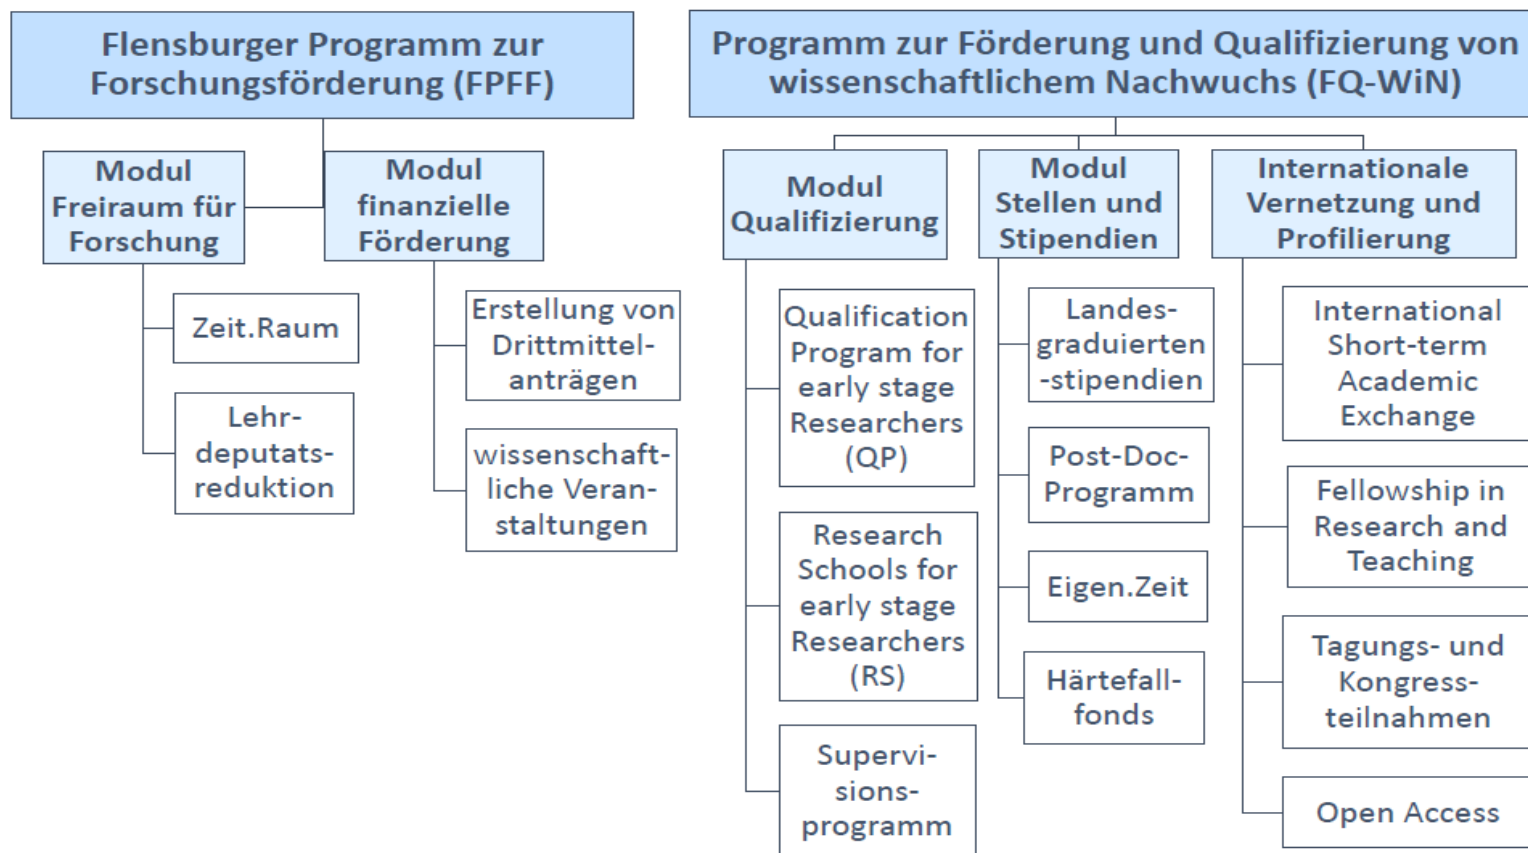 Flensburger Programm zur
Forschungsförderung (FPFF)
Modul
Freiraum für
Forschung
Zeit.Raum
Lehr-
deputats-
reduktion
Modul
finanzielle
Förderung
Erstellung von
Drittmittel-
anträgen
wissenschaft-
liche Veran-
staltungen
Programm zur Förderung und Qualifizierung von
wissenschaftlichem Nachwuchs (FQ-WiN)
Modul
Qualifizierung
Qualification
Program for
early stage
Researchers
(QP)
Research
Schools for
early stage
Researchers
(RS)
Supervi-
sions-
programm
Modul
Stellen und
Stipendien
Landes-
graduierten
-stipendien
Post-Doc-
Programm
Eigen.Zeit
Härtefall-
fonds
Internationale
Vernetzung und
Profilierung
International
Short-term
Academic
Exchange
Fellowship in
Research and
Teaching
Tagungs- und
Kongress-
teilnahmen
Open Access